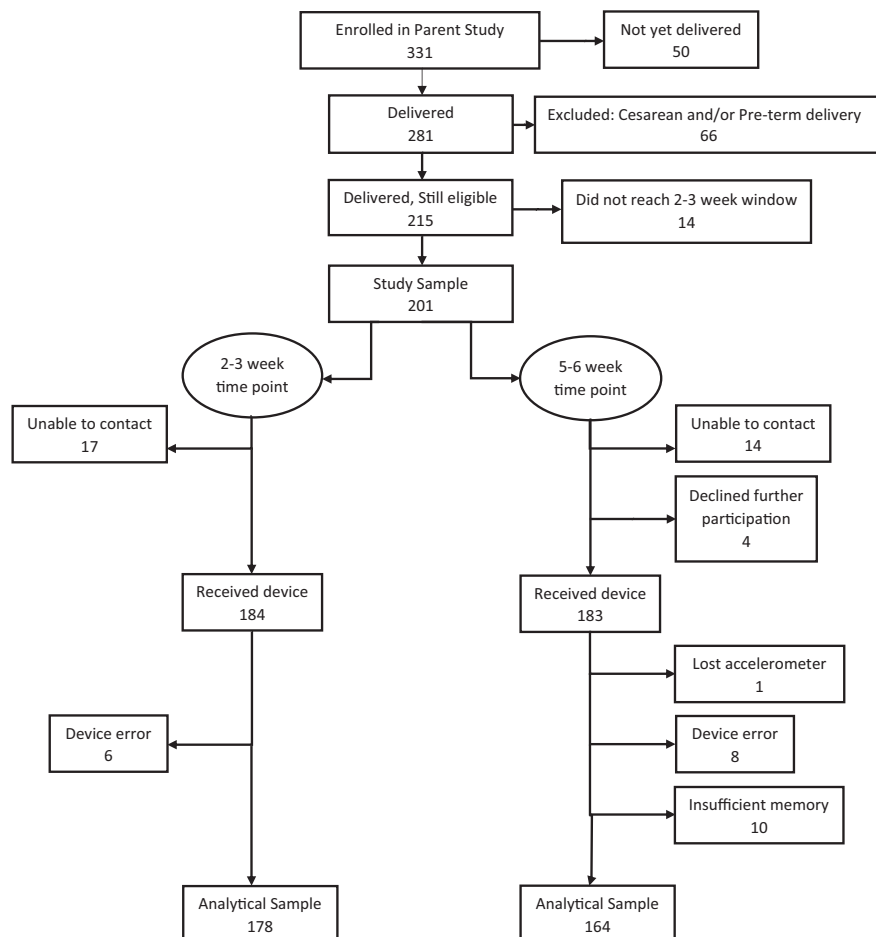 Enrolled in Parent Study
331
Not yet delivered
50
Delivered
281
Excluded: Cesarean and/or Pre-term delivery
66
Delivered, Still eligible
215
Did not reach 2-3 week window
14
Study Sample
201
2-3 week
time point
5-6 week
time point
Unable to contact
17
Unable to contact
14
Declined further
participation
4
Received device
184
Received device
183
Lost accelerometer
1
Device error
6
Device error
8
Insufficient memory
10
Analytical Sample
178
Analytical Sample
164